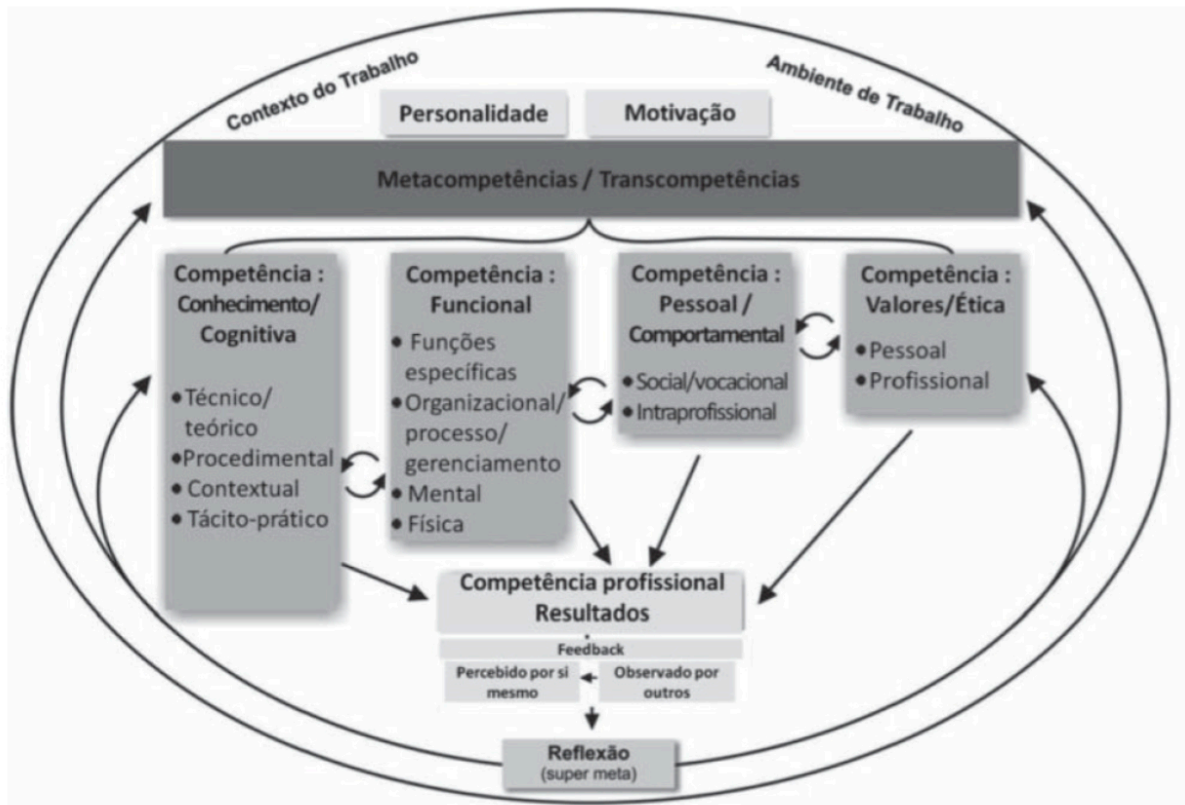 Contexto do Trabalho
Ambiente de Trabalho
Personalidade
Motivação
Metacompetências / Transcompetências
Competência :
Conhecimento/
Cognitiva
• Técnico/
teórico
• Procedimental
• Contextual
• Tácito-prático
Competência :
Funcional
• Funções
específicas
• Organizacional/
processo/
gerenciamento
• Mental
• Física
Competência :
Pessoal /
Comportamental
• Social/vocacional
• Intraprofissional
Competência :
Valores/Ética
• Pessoal
• Profissional
Competência profissional
Resultados
Feedback
Percebido por si
mesmo
Observado por
outros
Reflexão
(super meta)